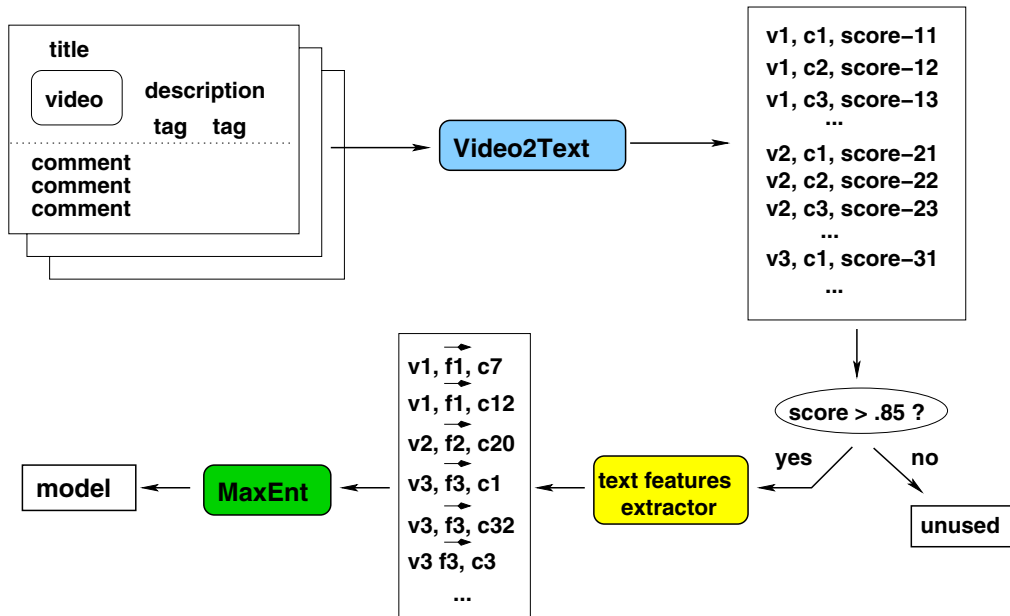 title
video
description
tag tag
comment
comment
comment
Video2Text
v1, c1, score−11
v1, c2, score−12
v1, c3, score−13
...
v2, c1, score−21
v2, c2, score−22
v2, c3, score−23
...
v3, c1, score−31
...
score > .85 ?
yes
no
unused
text features
extractor
v1, f1, c7
v1, f1, c12
v2, f2, c20
v3, f3, c1
v3, f3, c32
v3 f3, c3
...
MaxEnt
model